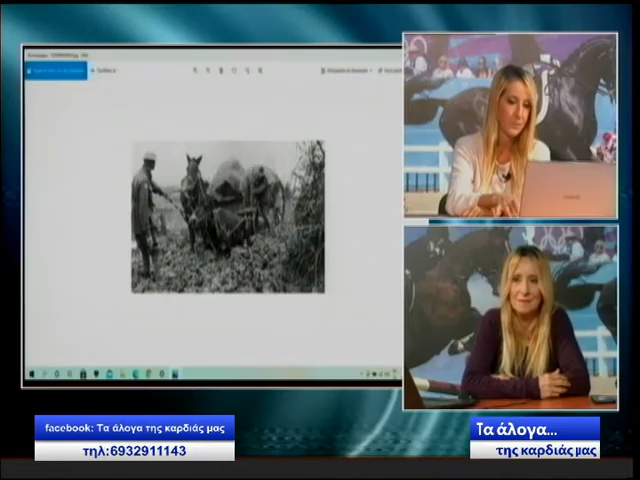 facebook: Τα άλογα της καρδιάς μας
τηλ:6932911143
Τα άλογα...
της καρδιάς μας